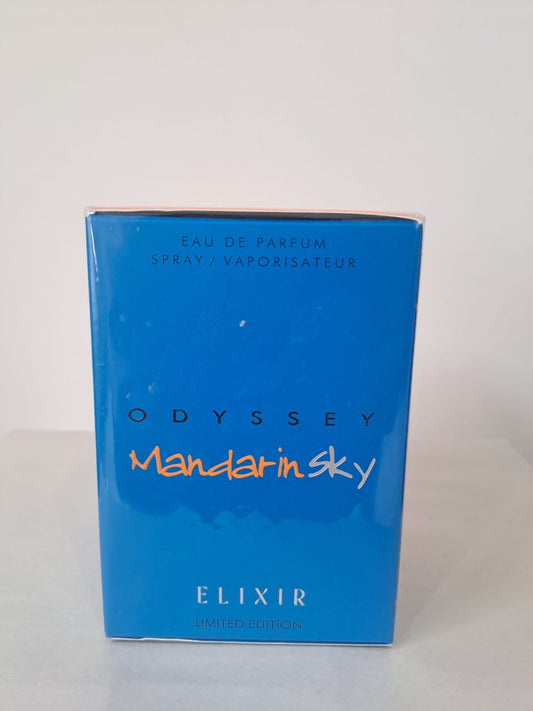 EAU DE PARFUM
SPRAY / VAPORISATEUR
ODYSSEY
Mandarin Sky
ELIXIR
LIMITED EDITION